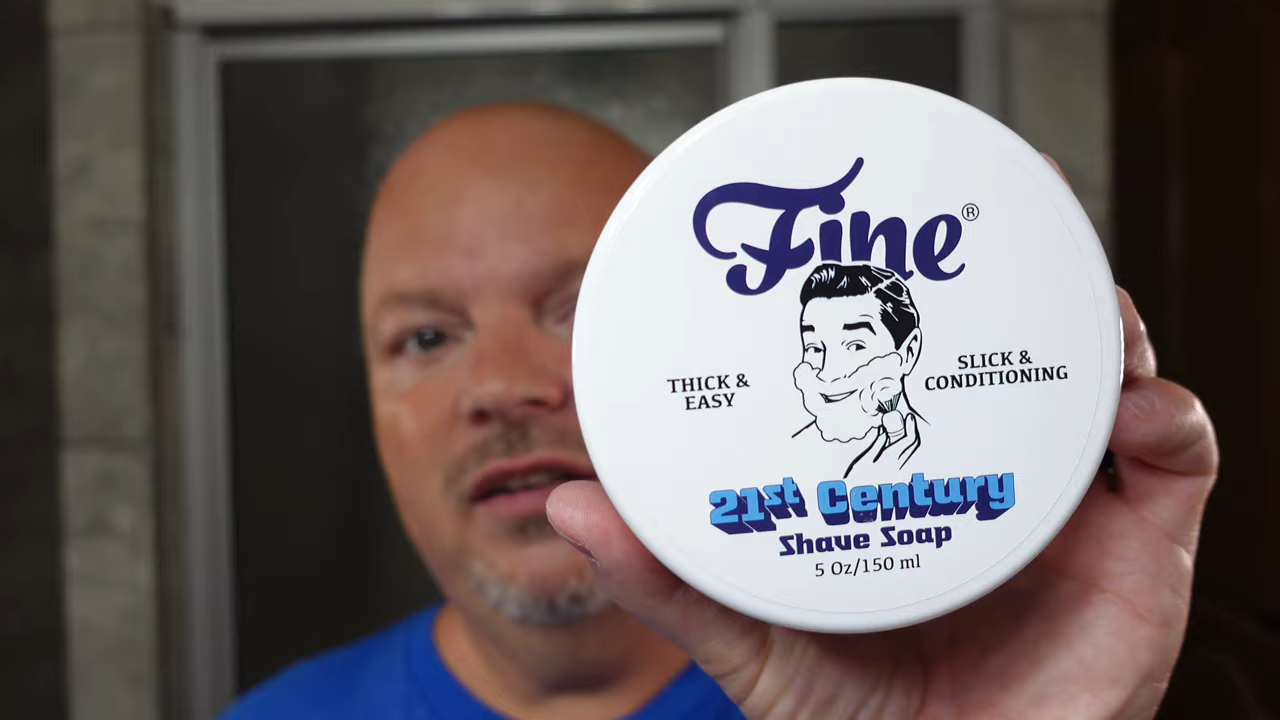 Fine®
THICK &
EASY
SLICK &
CONDITIONING
21st Century
Shave Soap
5 Oz/150 ml